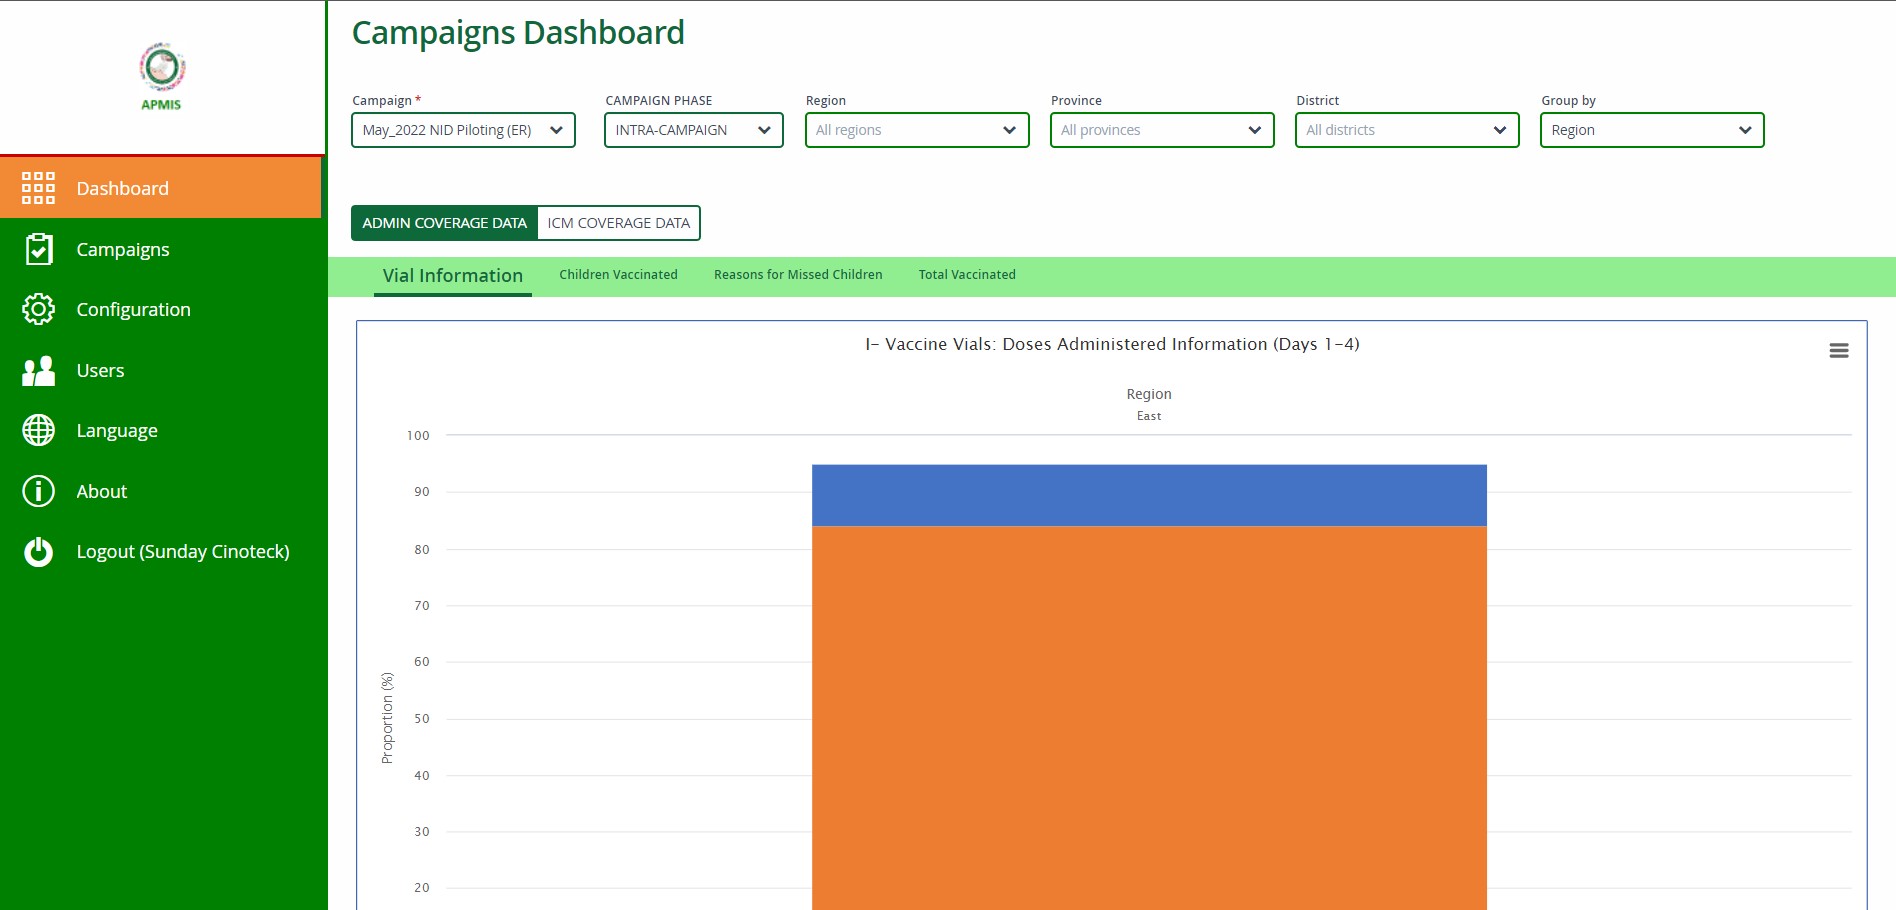 APMIS
Dashboard
Campaigns
Configuration
Users
Language
About
Logout (Sunday Cinoteck)
Campaigns Dashboard
Campaign * CAMPAIGN PHASE Region Province District Group by
May_2022 NID Piloting (ER) INTRA-CAMPAIGN All regions All provinces All districts Region
ADMIN COVERAGE DATA ICM COVERAGE DATA
Vial Information Children Vaccinated Reasons for Missed Children Total Vaccinated
I- Vaccine Vials: Doses Administered Information (Days 1-4)
Region
East
100
90
80
70
60
50
40
30
20
Proportion (%)